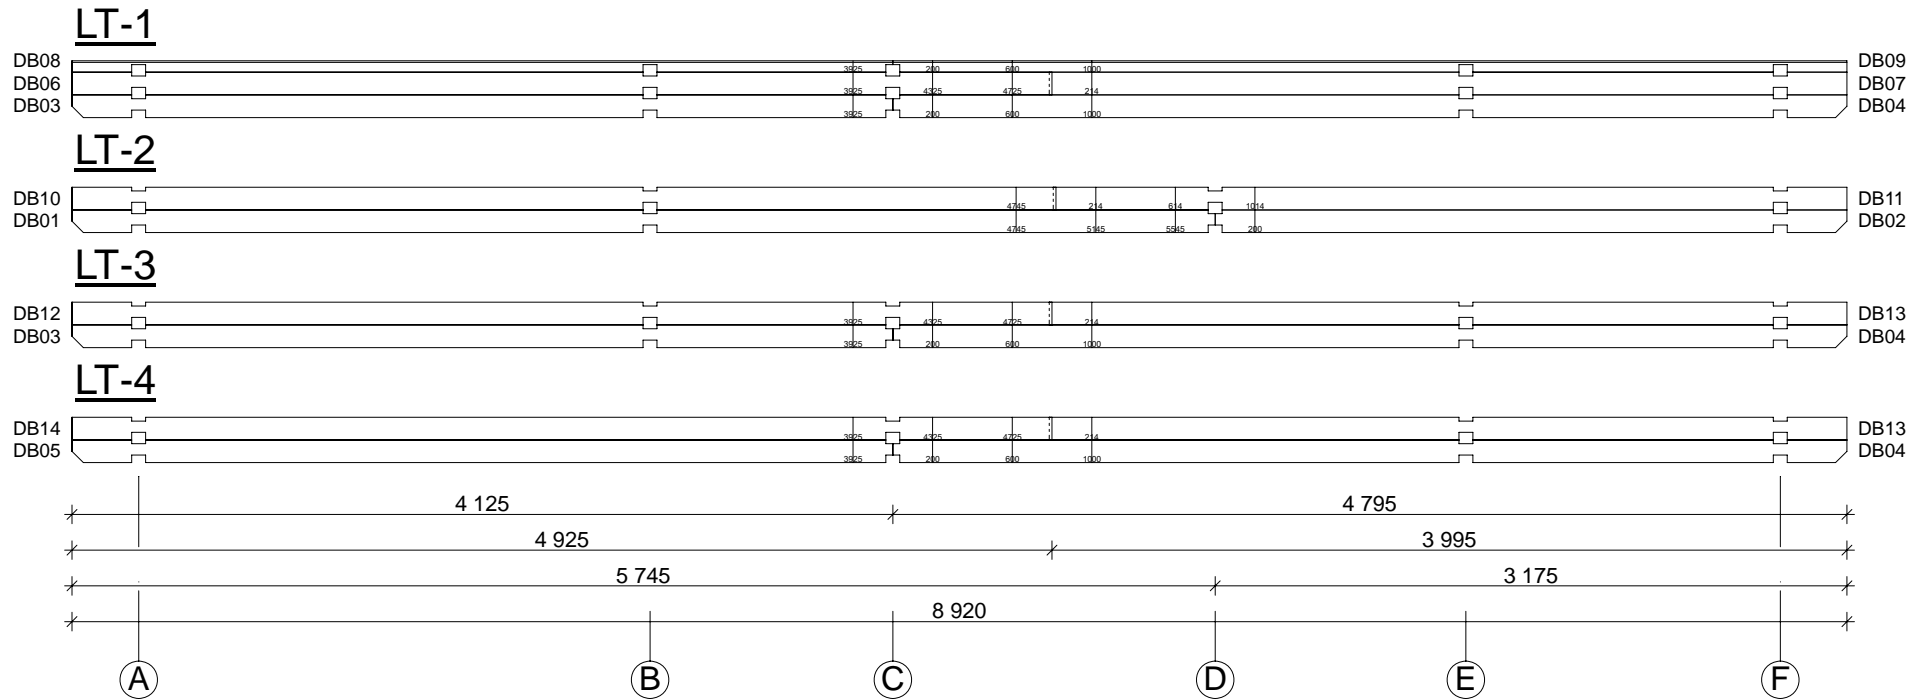 LT-1
DB08 DB09
3925 200 600 1000
DB06 DB07
3925 4325 4725 214
DB03 DB04
3925 200 600 1000
LT-2
DB10 DB11
4745 214 614 1014
DB01 DB02
4745 5145 5545 200
LT-3
DB12 DB13
3925 4325 4725 214
DB03 DB04
3925 200 600 1000
LT-4
DB14 DB13
3925 4325 4725 214
DB05 DB04
3925 200 600 1000
4 125 4 795
4 925 3 995
5 745 3 175
8 920
A B C D E F